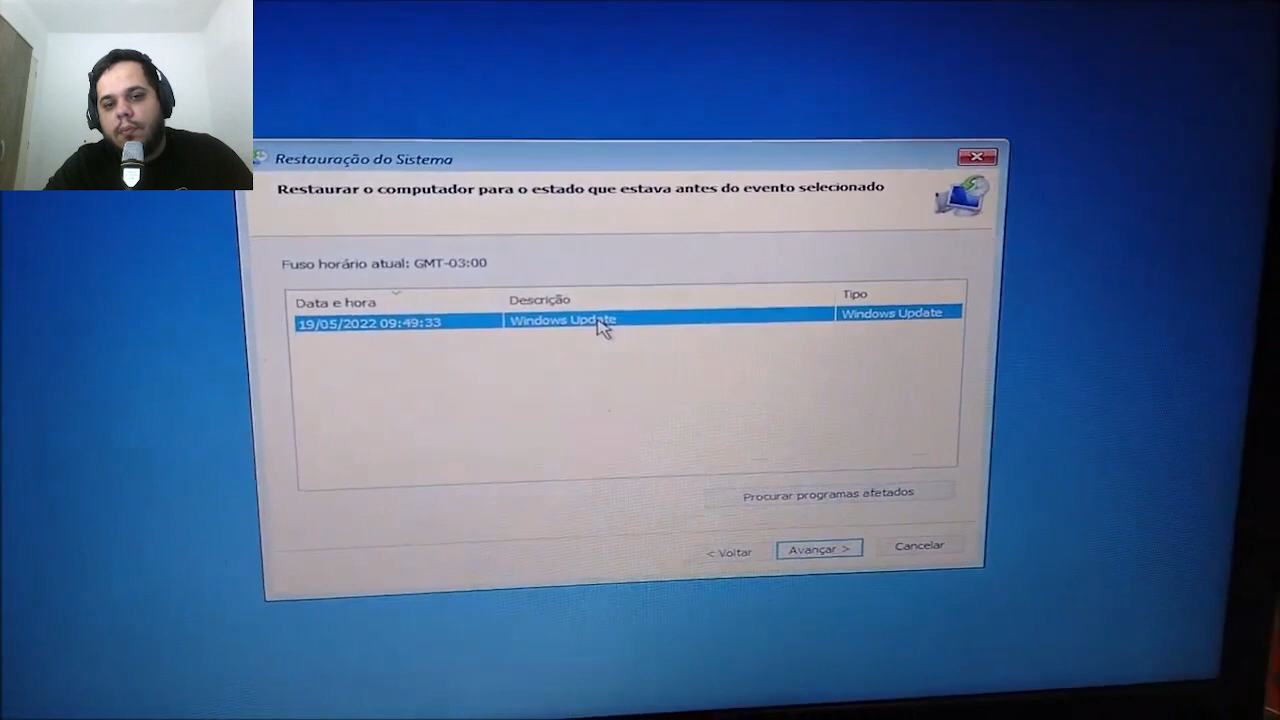 Restauração do Sistema
Restaurar o computador para o estado que estava antes do evento selecionado
Fuso horário atual: GMT-03:00
Data e hora Descrição Tipo
19/05/2022 09:49:33 Windows Update Windows Update
Procurar programas afetados
< Voltar Avançar > Cancelar